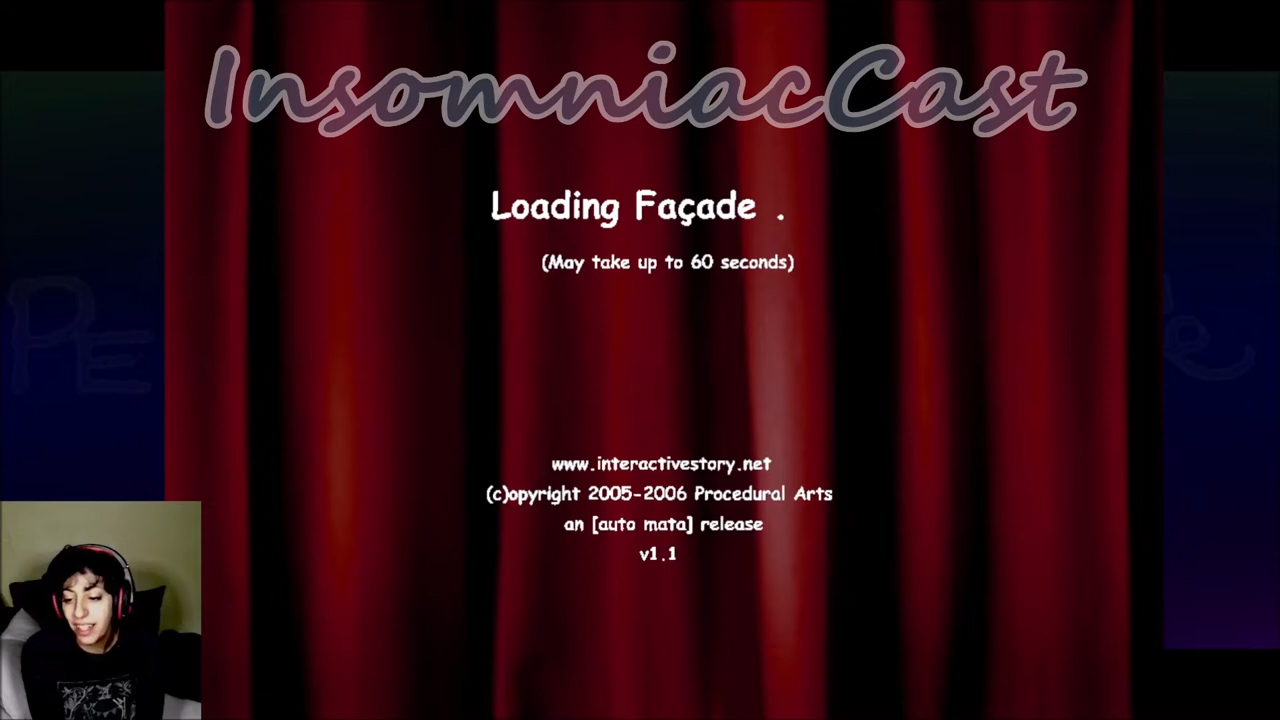 InsomniacCast
Loading Façade .
(May take up to 60 seconds)
PE
www.interactivestory.net
(c)opyright 2005-2006 Procedural Arts
an [auto mata] release
v1.1